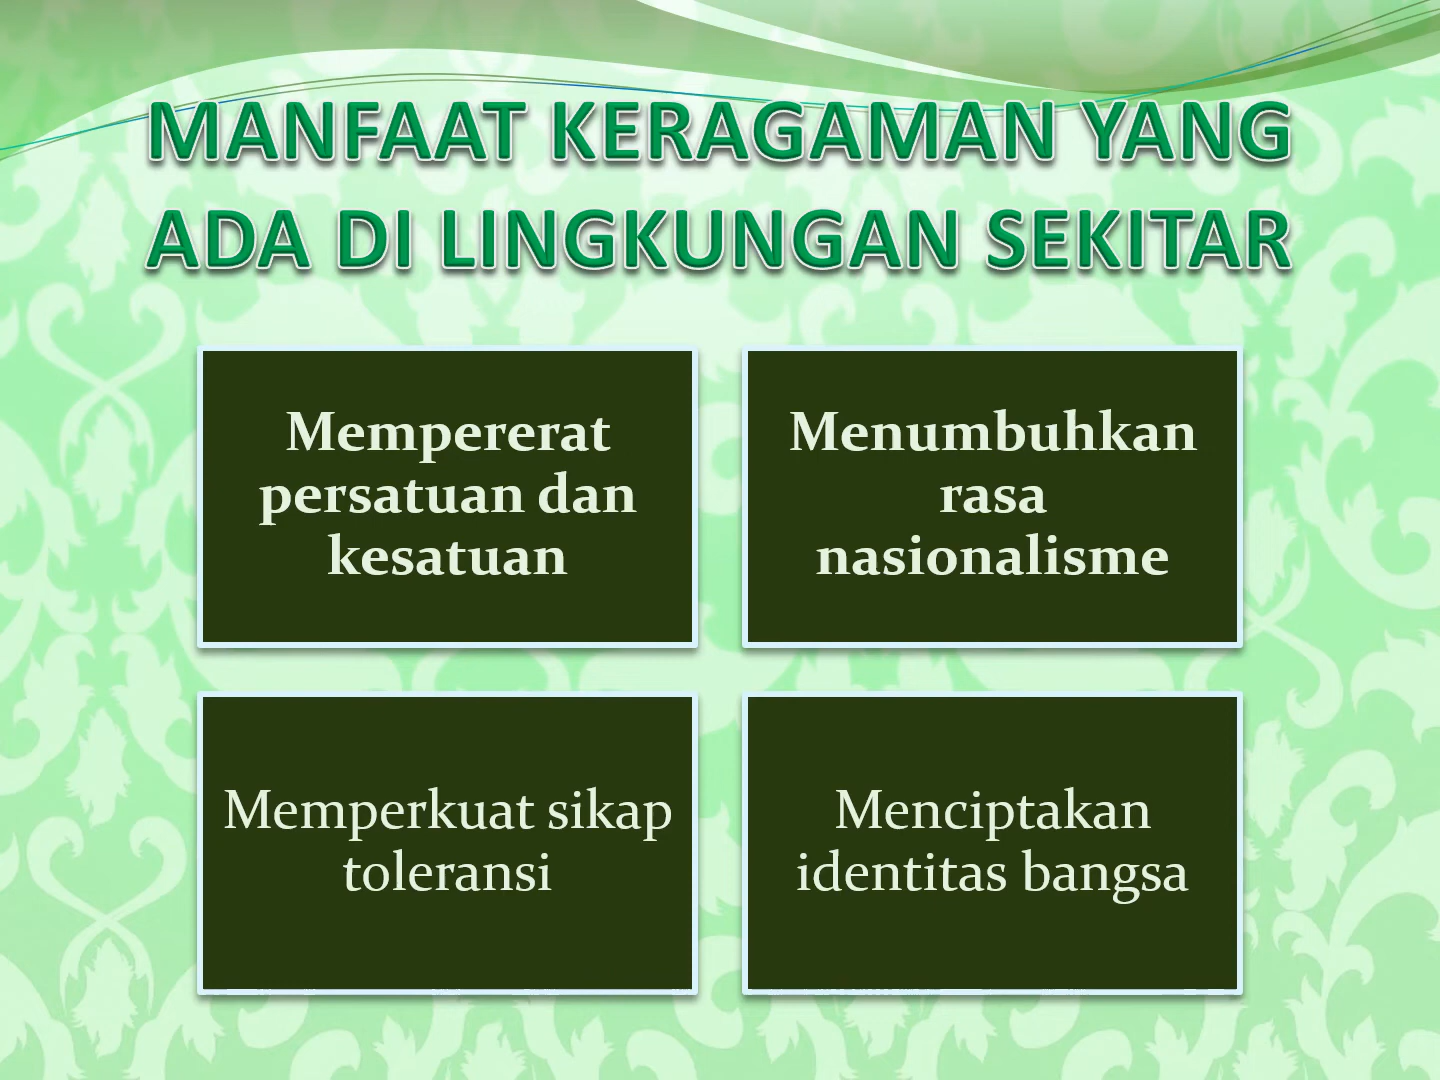 MANFAAT KERAGAMAN YANG
ADA DI LINGKUNGAN SEKITAR
Mempererat
persatuan dan
kesatuan
Menumbuhkan
rasa
nasionalisme
Memperkuat sikap
toleransi
Menciptakan
identitas bangsa